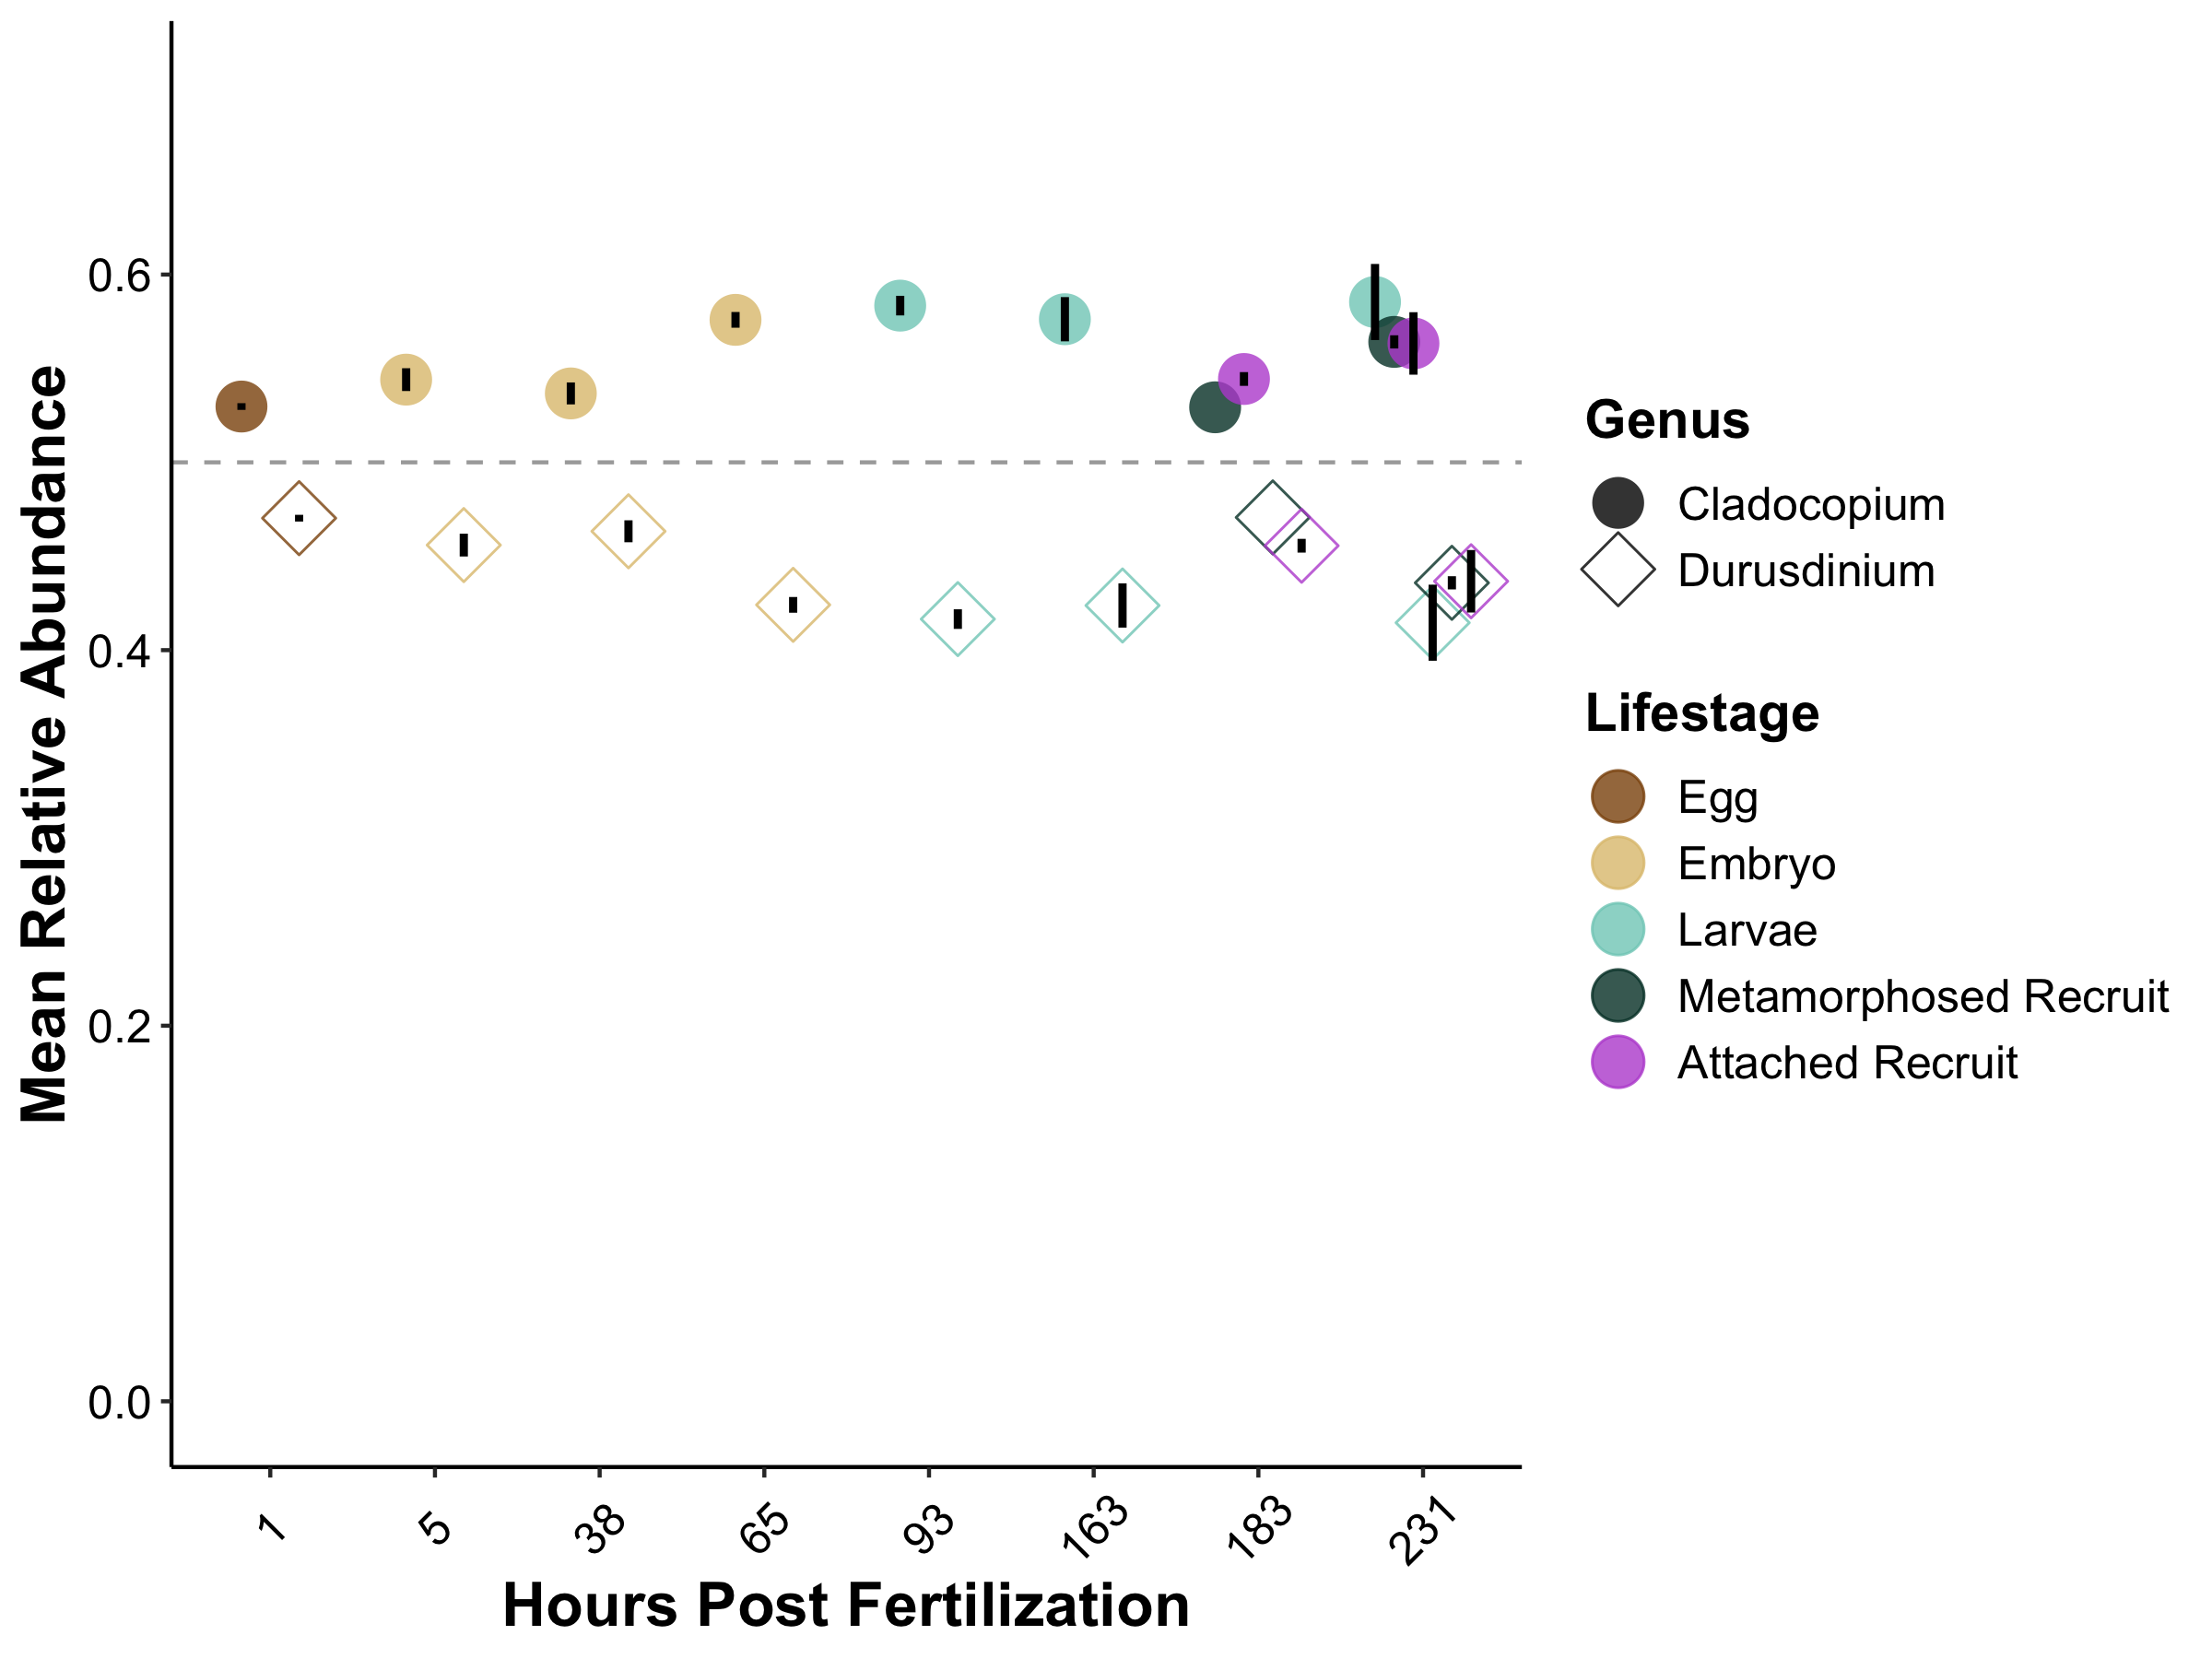 Mean Relative Abundance
0.6
0.4
0.2
0.0
1
5
38
65
93
163
183
231
Hours Post Fertilization
Genus
Cladocopium
Durusdinium
Lifestage
Egg
Embryo
Larvae
Metamorphosed Recruit
Attached Recruit